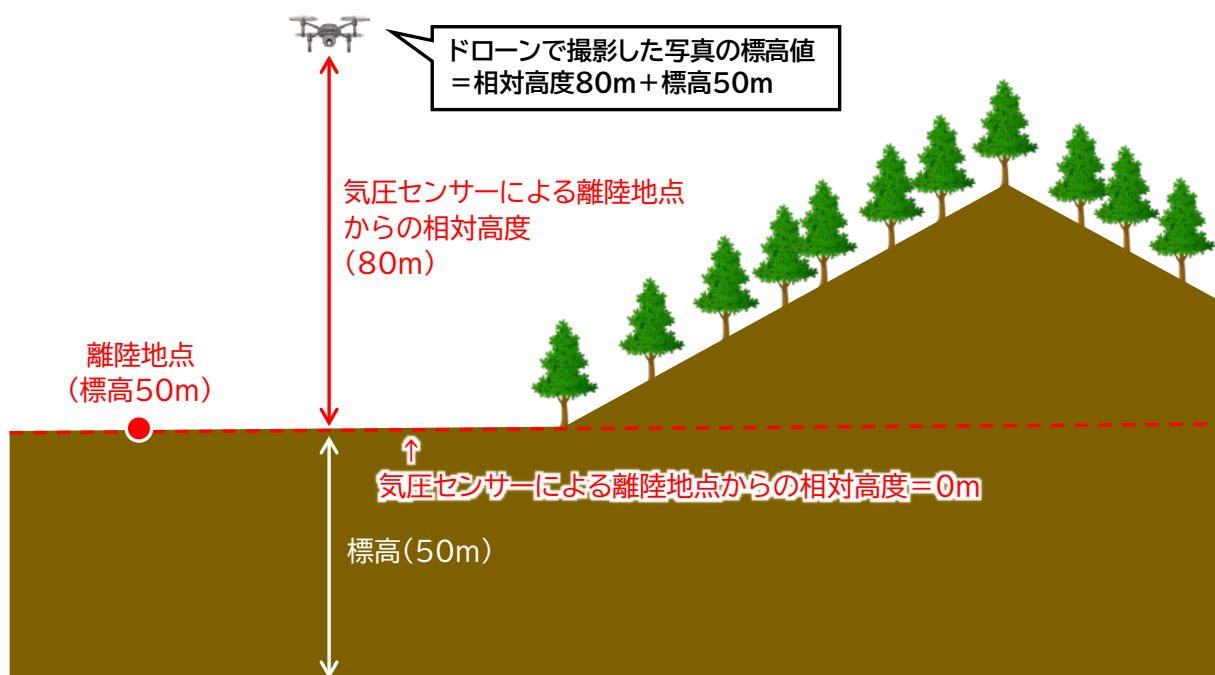 ドローンで撮影した写真の標高値
＝相対高度80m＋標高50m
気圧センサーによる離陸地点
からの相対高度
（80m）
離陸地点
（標高50m）
↑
気圧センサーによる離陸地点からの相対高度＝0m
標高（50m）